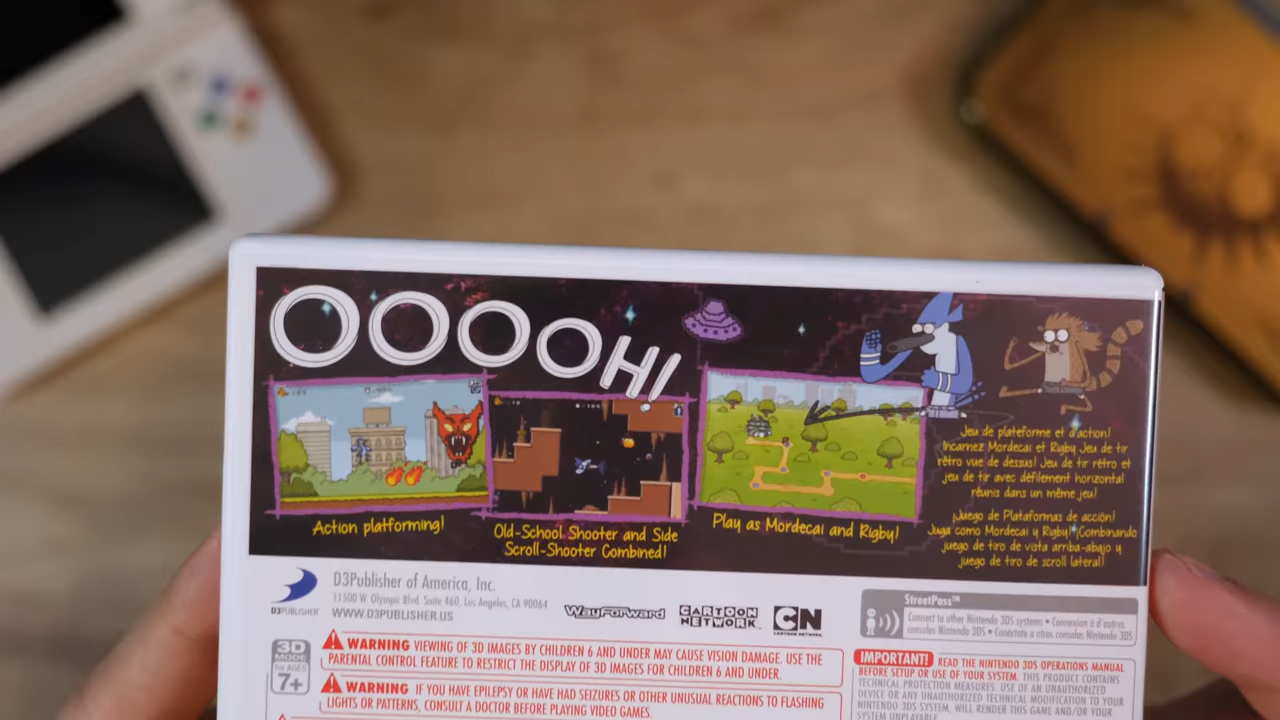 OOOOH!
Action platforming!
Old-School Shooter and Side
Scroll-Shooter Combined!
Play as Mordecai and Rigby!
Jeu de plateforme et d'action!
Incarnez Mordecai et Rigby Jeu de tir
rétro vue de dessus! Jeu de tir rétro et
jeu de tir avec défilement horizontal
réunis dans un même jeu!
¡Juego de Plataformas de acción!
Juga como Mordecai y Rigby! ¡Combinando
juego de tiro de vista arriba-abajo y
juego de tiro de scroll lateral!
D3PUBLISHER
D3Publisher of America, Inc.
11500 W. Olympic Blvd. Suite 460, Los Angeles, CA 90064
WWW.D3PUBLISHER.US
WayForward
CARTOON
NETWORK
CN
CARTOON NETWORK
StreetPass™
Connect to other Nintendo 3DS systems • Connexion à d'autres
consoles Nintendo 3DS • Conéctate a otras consolas Nintendo 3DS
3D
MODE
for AGES
7+
WARNING VIEWING OF 3D IMAGES BY CHILDREN 6 AND UNDER MAY CAUSE VISION DAMAGE. USE THE
PARENTAL CONTROL FEATURE TO RESTRICT THE DISPLAY OF 3D IMAGES FOR CHILDREN 6 AND UNDER.
WARNING IF YOU HAVE EPILEPSY OR HAVE HAD SEIZURES OR OTHER UNUSUAL REACTIONS TO FLASHING
LIGHTS OR PATTERNS, CONSULT A DOCTOR BEFORE PLAYING VIDEO GAMES.
IMPORTANT! READ THE NINTENDO 3DS OPERATIONS MANUAL
BEFORE SETUP OR USE OF YOUR SYSTEM. THIS PRODUCT CONTAINS
TECHNICAL PROTECTION MEASURES. USE OF AN UNAUTHORIZED
DEVICE OR ANY UNAUTHORIZED TECHNICAL MODIFICATION TO YOUR
NINTENDO 3DS SYSTEM, WILL RENDER THIS GAME AND/OR YOUR
SYSTEM UNPLAYABLE.